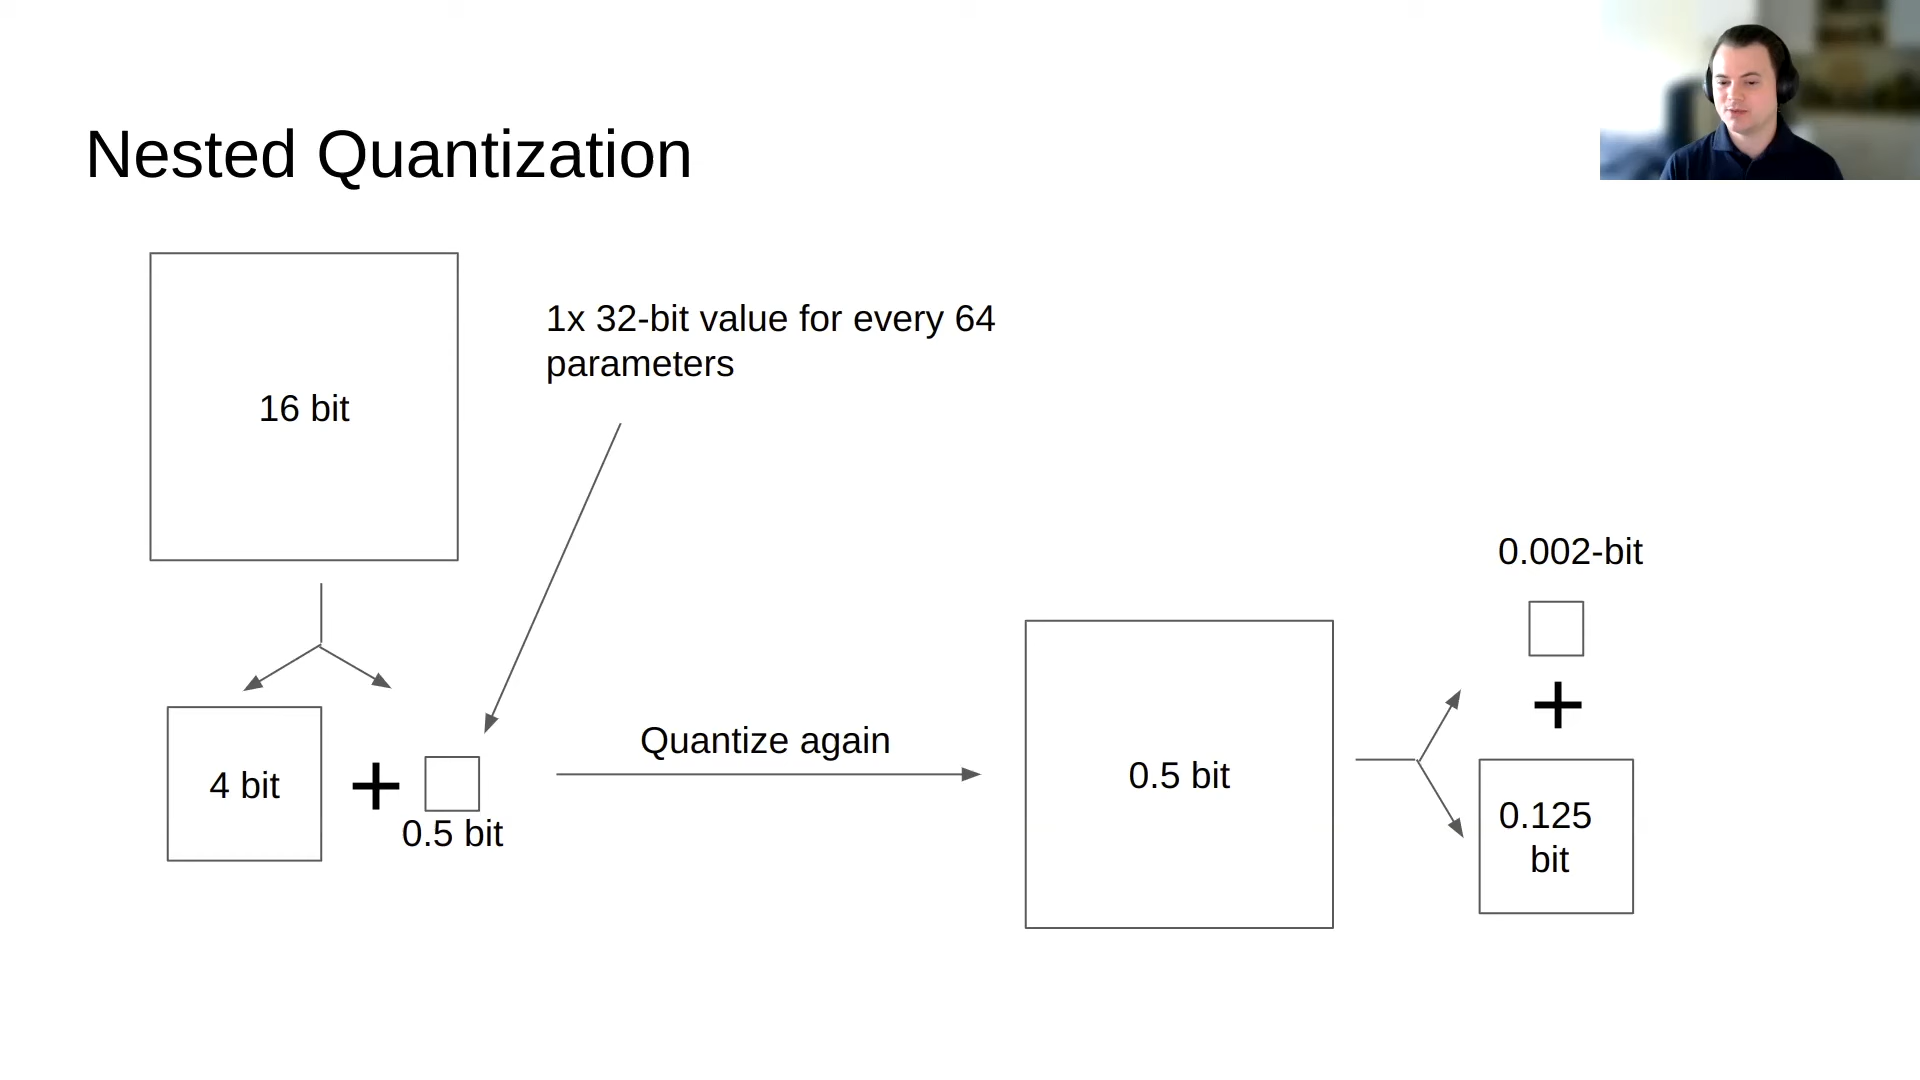 Nested Quantization
1x 32-bit value for every 64
parameters
16 bit
0.002-bit
Quantize again
4 bit
0.5 bit
0.5 bit
0.125
bit